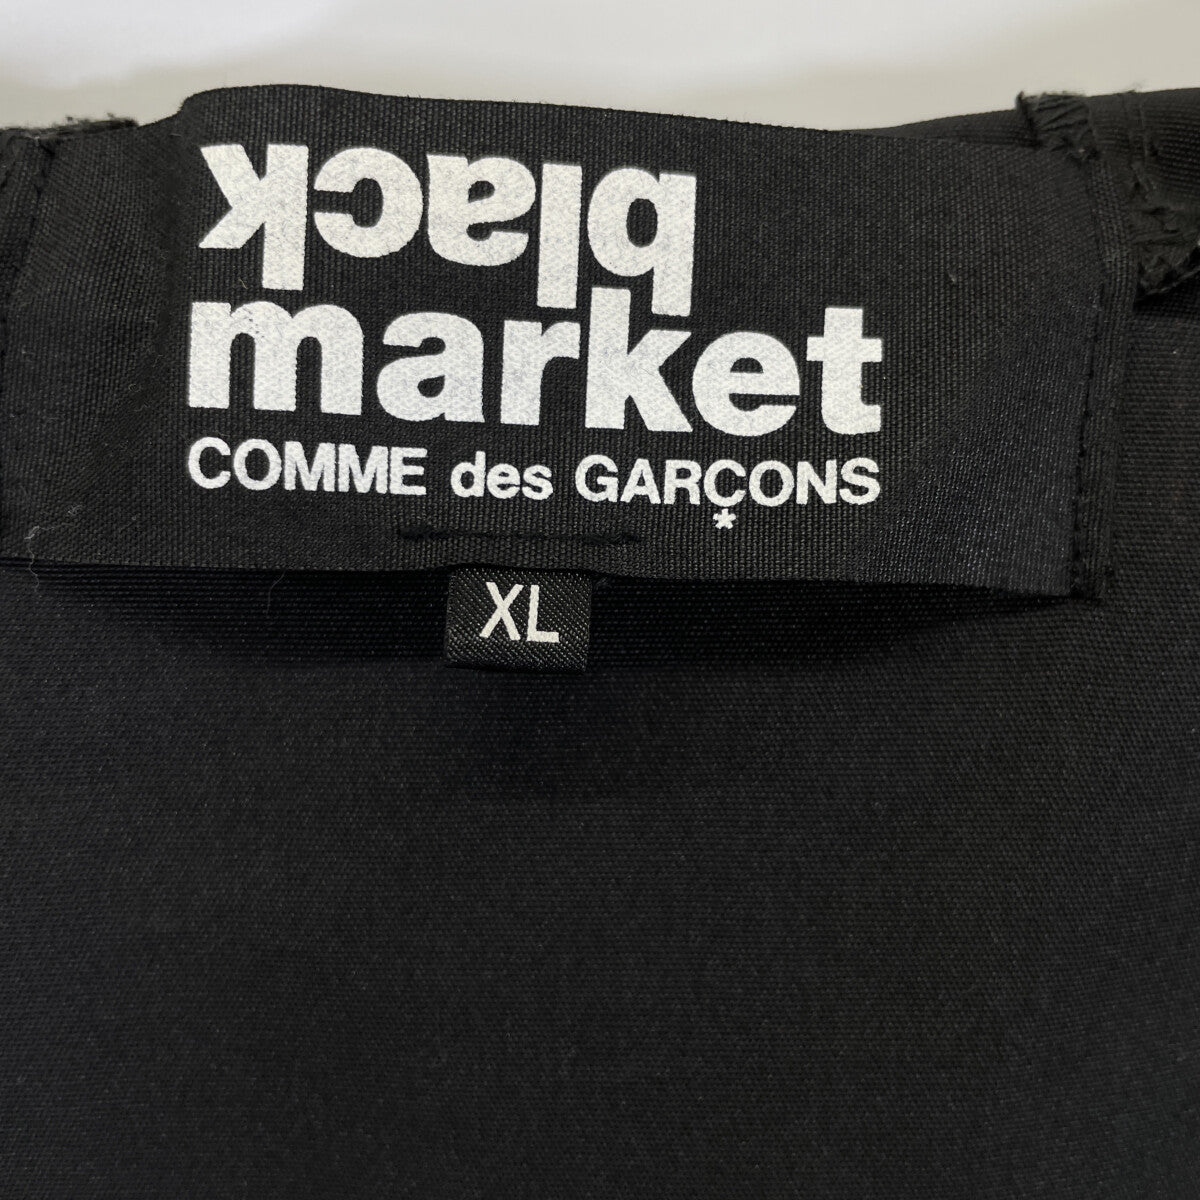 black
market
COMME des GARÇONS
*
XL